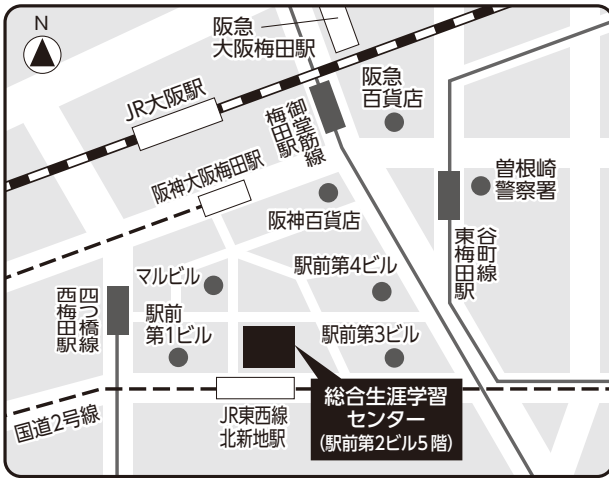 N
阪急
大阪梅田駅
JR大阪駅
御堂筋線
梅田駅
阪急
百貨店
阪神大阪梅田駅
曽根崎
警察署
阪神百貨店
谷町線
東梅田駅
マルビル
駅前第4ビル
四つ橋線
西梅田駅
駅前
第1ビル
駅前第3ビル
国道2号線
JR東西線
北新地駅
総合生涯学習
センター
(駅前第2ビル5階)